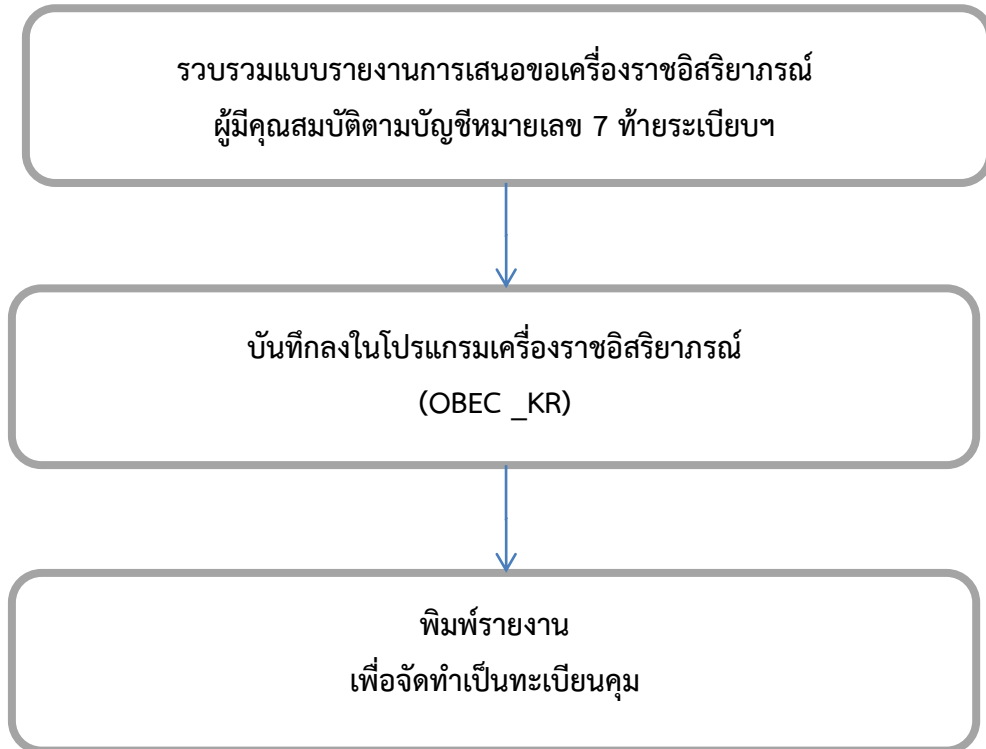 รวบรวมแบบรายงานการเสนอขอเครื่องราชอิสริยาภรณ์
ผู้มีคุณสมบัติตามบัญชีหมายเลข 7 ท้ายระเบียบฯ
บันทึกลงในโปรแกรมเครื่องราชอิสริยาภรณ์
(OBEC _KR)
พิมพ์รายงาน
เพื่อจัดทำเป็นทะเบียนคุม